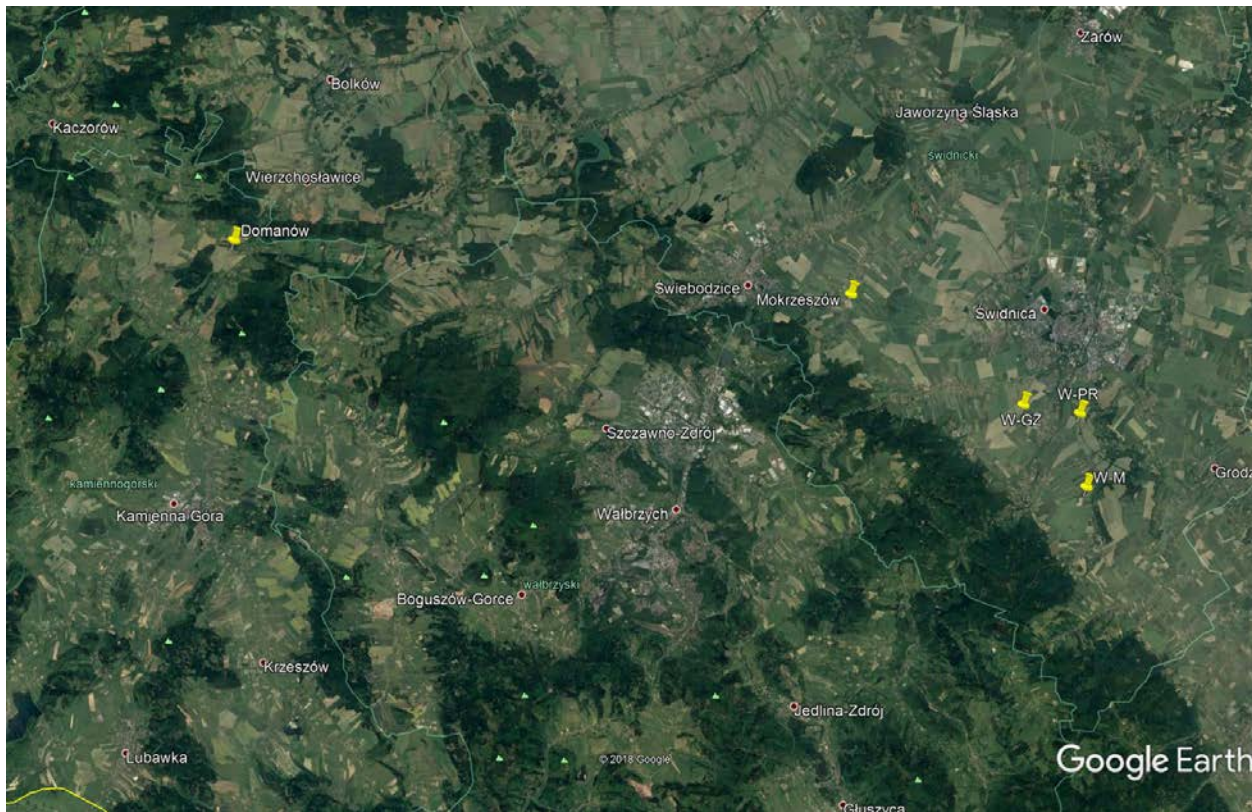 Żarów
Bolków
Jaworzyna Śląska
Kaczorów
świdnicki
Wierzchosławice
Domanów
Świebodzice
Mokrzeszów
Świdnica
W-PR
W-GZ
Szczawno-Zdrój
Grodz
W-M
kamiennogórski
Kamienna Góra
Wałbrzych
wałbrzyski
Boguszów-Gorce
Krzeszów
Jedlina-Zdrój
Lubawka
© 2018 Google
Google Earth
Głuszyca